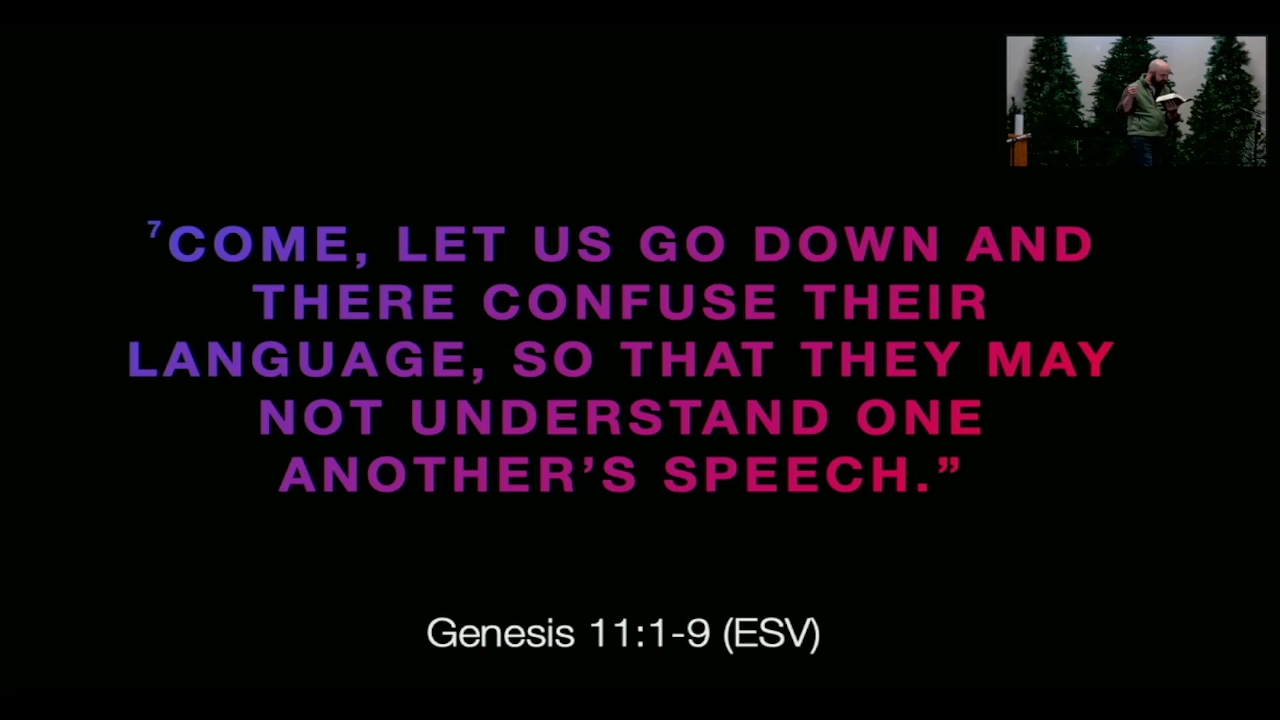 ⁷COME, LET US GO DOWN AND
THERE CONFUSE THEIR
LANGUAGE, SO THAT THEY MAY
NOT UNDERSTAND ONE
ANOTHER’S SPEECH.”
Genesis 11:1-9 (ESV)